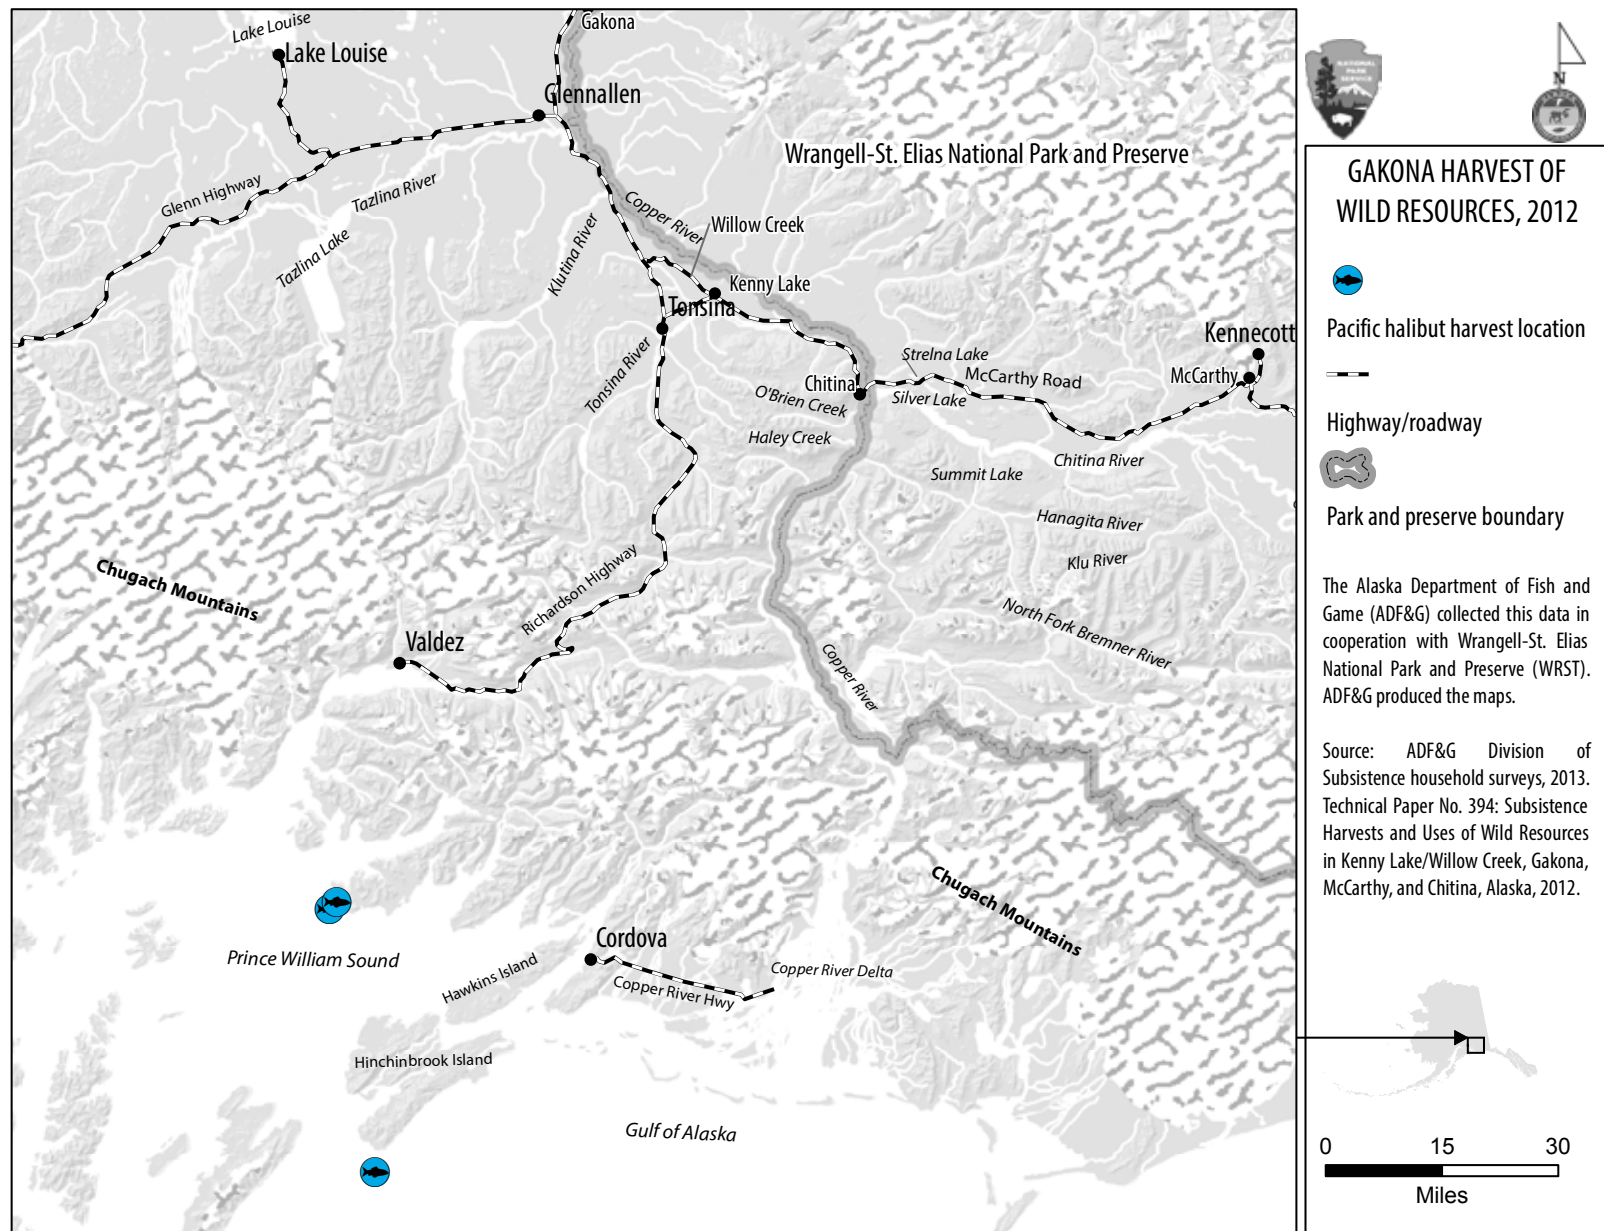 Gakona
Lake Louise
Lake Louise
Glennallen
Wrangell-St. Elias National Park and Preserve
Glenn Highway
Tazlina River
Copper River
Willow Creek
Klutina River
Tazlina Lake
Kenny Lake
Tonsina
Kennecott
Strelna Lake
McCarthy Road
McCarthy
Tonsina River
Chitina
Silver Lake
O'Brien Creek
Haley Creek
Chitina River
Summit Lake
Hanagita River
Klu River
Chugach Mountains
Richardson Highway
North Fork Bremner River
Valdez
Copper River
Chugach Mountains
Cordova
Prince William Sound
Hawkins Island
Copper River Delta
Copper River Hwy
Hinchinbrook Island
Gulf of Alaska
NATIONAL
PARK
SERVICE
N
GAKONA HARVEST OF
WILD RESOURCES, 2012
Pacific halibut harvest location
Highway/roadway
Park and preserve boundary
The Alaska Department of Fish and
Game (ADF&G) collected this data in
cooperation with Wrangell-St. Elias
National Park and Preserve (WRST).
ADF&G produced the maps.
Source: ADF&G Division of
Subsistence household surveys, 2013.
Technical Paper No. 394: Subsistence
Harvests and Uses of Wild Resources
in Kenny Lake/Willow Creek, Gakona,
McCarthy, and Chitina, Alaska, 2012.
0 15 30
Miles